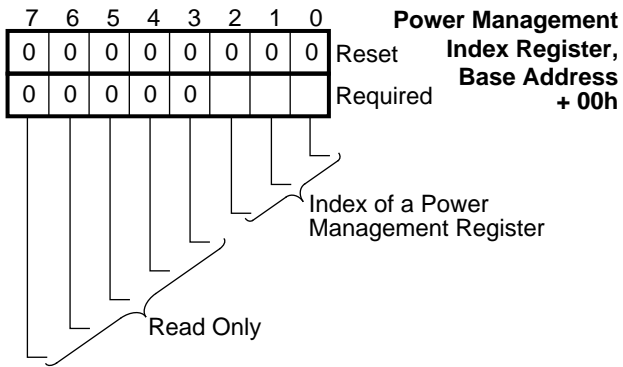 7 6 5 4 3 2 1 0
Power Management
Index Register,
Base Address
+ 00h
0 0 0 0 0 0 0 0 Reset
0 0 0 0 0 Required
Index of a Power
Management Register
Read Only